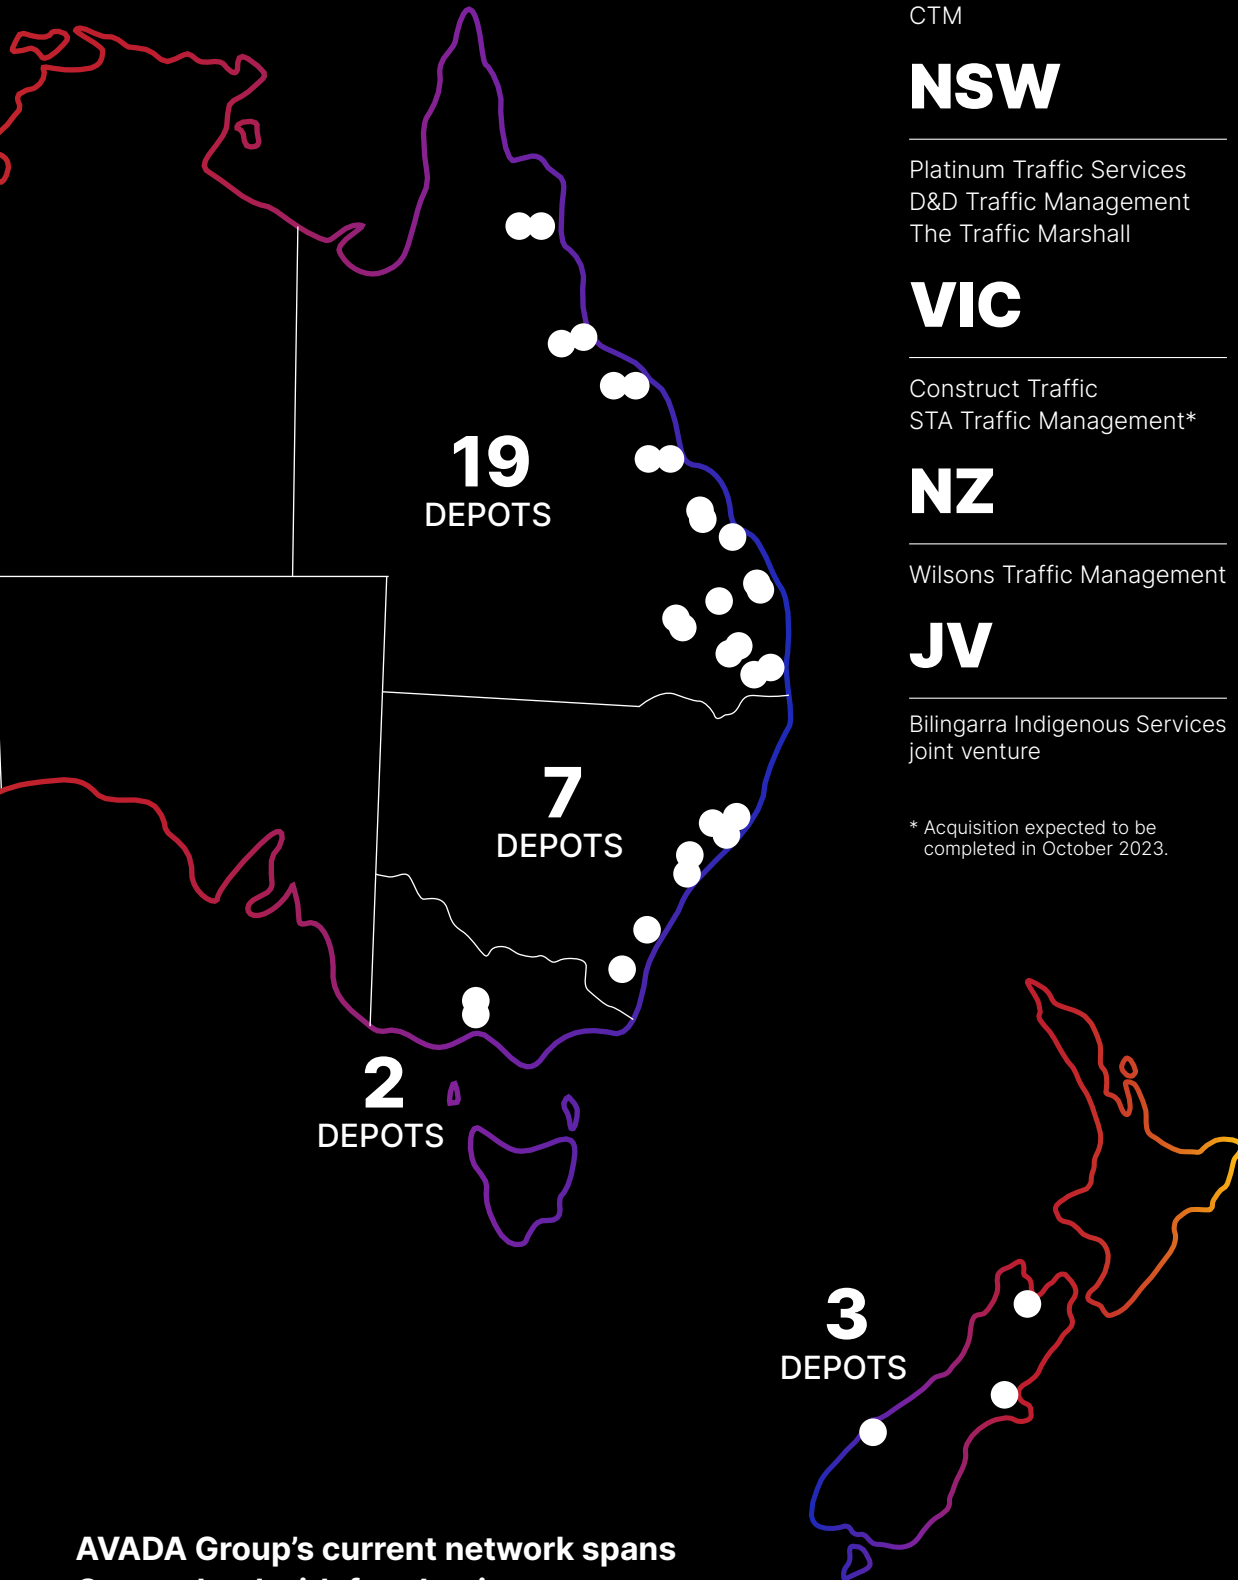 CTM
NSW
Platinum Traffic Services
D&D Traffic Management
The Traffic Marshall
VIC
Construct Traffic
STA Traffic Management*
NZ
Wilsons Traffic Management
JV
Bilingarra Indigenous Services
joint venture
* Acquisition expected to be
completed in October 2023.
19
DEPOTS
7
DEPOTS
2
DEPOTS
3
DEPOTS
AVADA Group’s current network spans